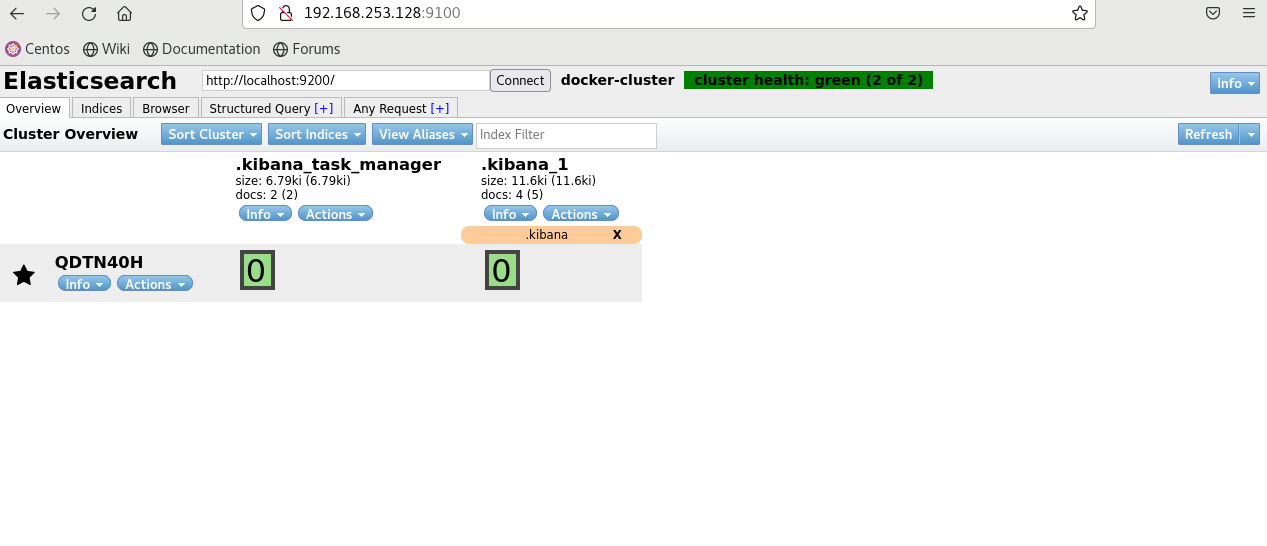 192.168.253.128:9100
Centos Wiki Documentation Forums
Elasticsearch http://localhost:9200/ Connect docker-cluster cluster health: green (2 of 2) Info
Overview Indices Browser Structured Query [+] Any Request [+]
Cluster Overview Sort Cluster Sort Indices View Aliases Index Filter Refresh
.kibana_task_manager .kibana_1
size: 6.79ki (6.79ki) size: 11.6ki (11.6ki)
docs: 2 (2) docs: 4 (5)
Info Actions Info Actions
.kibana X
QDTN40H 0 0
Info Actions